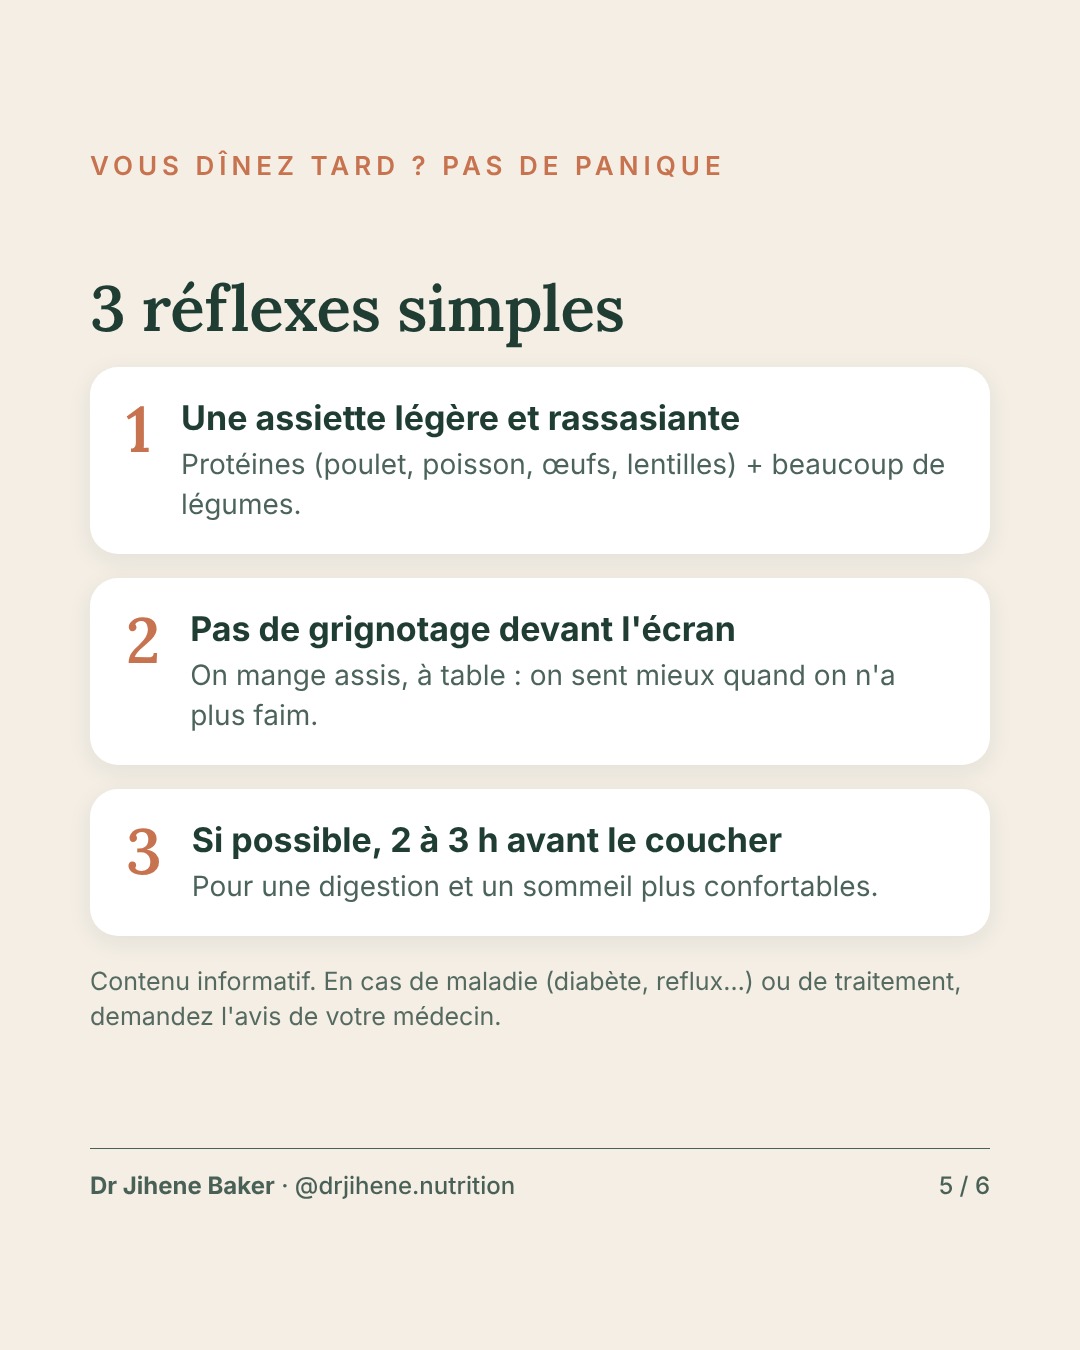 VOUS DÎNEZ TARD ? PAS DE PANIQUE
3 réflexes simples
1
Une assiette légère et rassasiante
Protéines (poulet, poisson, œufs, lentilles) + beaucoup de
légumes.
2
Pas de grignotage devant l'écran
On mange assis, à table : on sent mieux quand on n'a
plus faim.
3
Si possible, 2 à 3 h avant le coucher
Pour une digestion et un sommeil plus confortables.
Contenu informatif. En cas de maladie (diabète, reflux...) ou de traitement,
demandez l'avis de votre médecin.
Dr Jihene Baker · @drjihene.nutrition
5 / 6